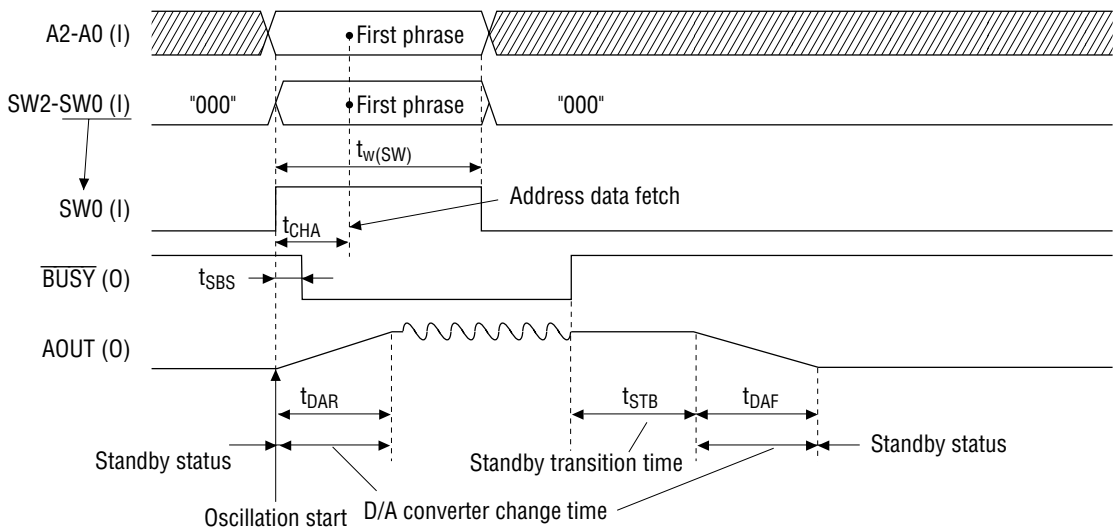 A2-A0 (I)
First phrase
SW2-SW0 (I)
"000"
First phrase
"000"
tw(SW)
SW0 (I)
Address data fetch
tCHA
BUSY (O)
tSBS
AOUT (O)
tDAR
tSTB
tDAF
Standby status
Standby transition time
Standby status
Oscillation start
D/A converter change time